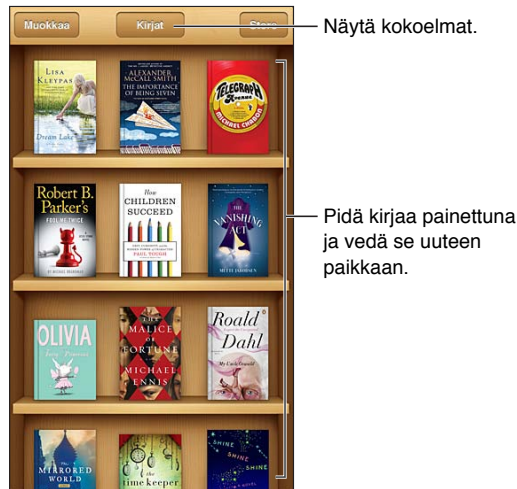 Muokkaa
Kirjat
Store
Näytä kokoelmat.
LISA
KLEYPAS
Dream Lake
ALEXANDER
MCCALL SMITH
THE IMPORTANCE
OF BEING SEVEN
TELEGRAPH
Avenue
MICHAEL CHABON
Robert B.
Parker's
FOOL ME TWICE
How
CHILDREN
SUCCEED
PAUL TOUGH
THE
VANISHING
ACT
METTE JAKOBSEN
Pidä kirjaa painettuna
ja vedä se uuteen
paikkaan.
OLIVIA
THE
MALICE
OF
FORTUNE
MICHAEL
ENNIS
Roald
Dahl
My Uncle Oswald
THE
MIRRORED
WORLD
the
time keeper
SHINE
SHINE
SHINE